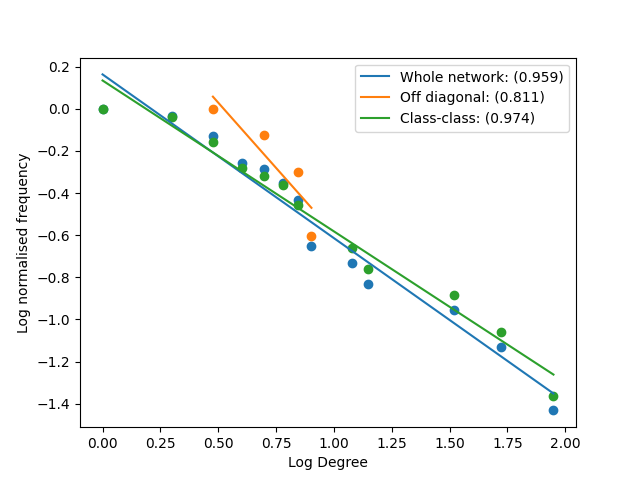 Whole network: (0.959)
Off diagonal: (0.811)
Class-class: (0.974)
Log normalised frequency
0.2
0.0
−0.2
−0.4
−0.6
−0.8
−1.0
−1.2
−1.4
0.00 0.25 0.50 0.75 1.00 1.25 1.50 1.75 2.00
Log Degree